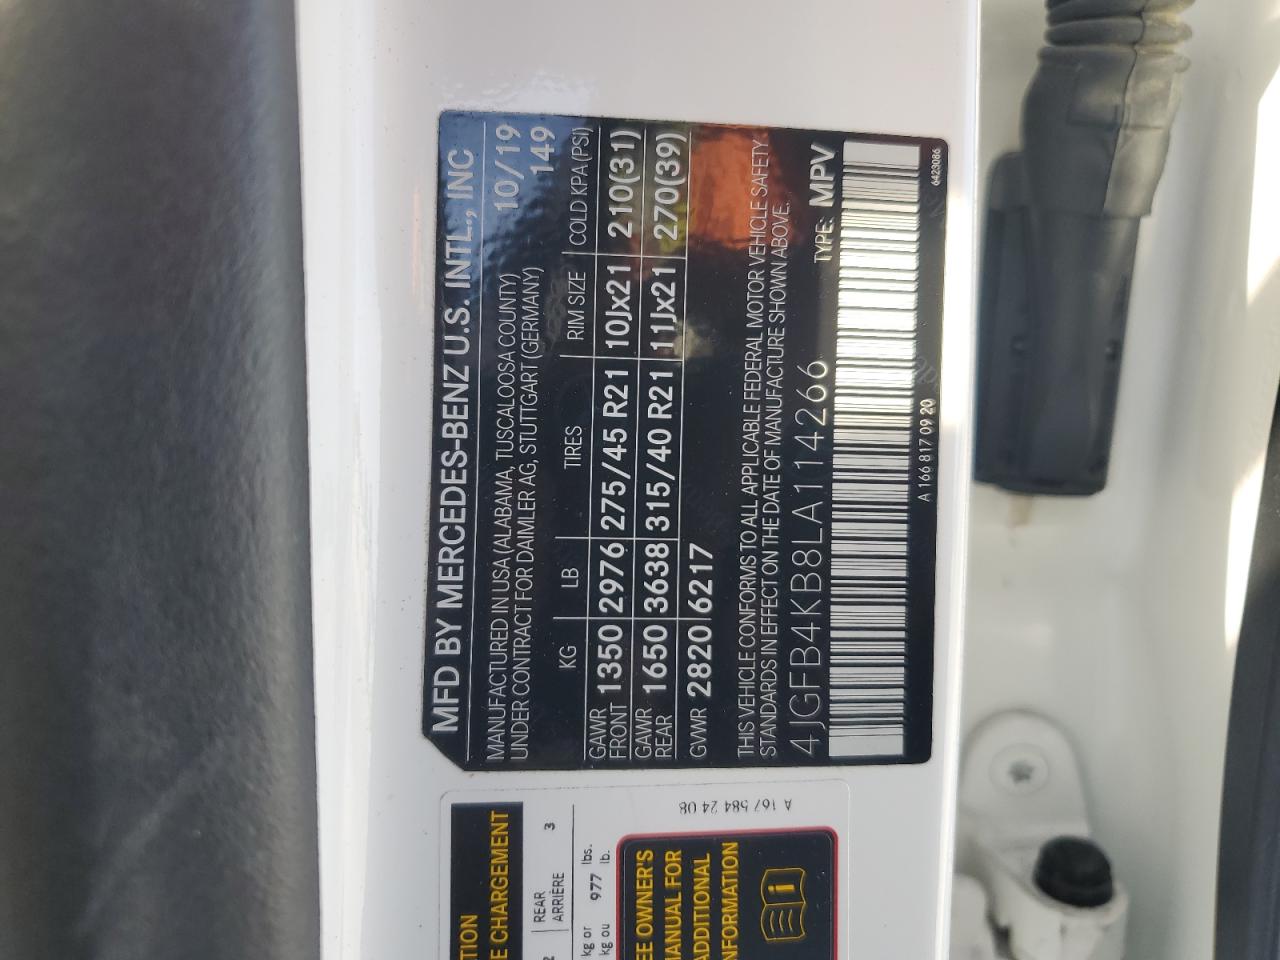 MFD BY MERCEDES-BENZ U.S. INTL., INC
MANUFACTURED IN USA (ALABAMA, TUSCALOOSA COUNTY) 10/19
UNDER CONTRACT FOR DAIMLER AG, STUTTGART (GERMANY) 149
KG LB TIRES RIM SIZE COLD KPA (PSI)
GAWR
FRONT 1350 2976 275/45 R21 10Jx21 210(31)
GAWR
REAR 1650 3638 315/40 R21 11Jx21 270(39)
GVWR 2820 6217
THIS VEHICLE CONFORMS TO ALL APPLICABLE FEDERAL MOTOR VEHICLE SAFETY
STANDARDS IN EFFECT ON THE DATE OF MANUFACTURE SHOWN ABOVE.
4JGFB4KB8LA114266 TYPE: MPV
A 166 817 09 20 6423086
E CHARGEMENT
REAR
ARRIÈRE 3
kg or 977 lbs.
kg ou lb.
A 167 584 24 08
OWNER'S
FOR
ADDITIONAL